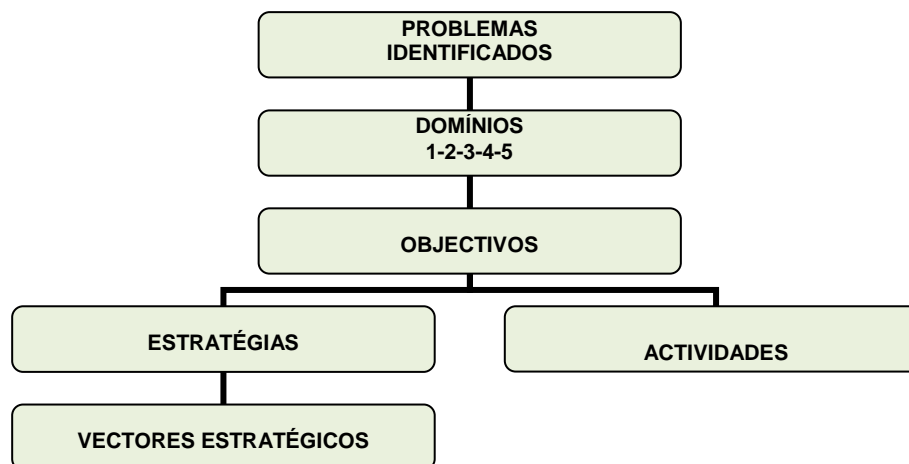 PROBLEMAS
IDENTIFICADOS
DOMÍNIOS
1-2-3-4-5
OBJECTIVOS
ESTRATÉGIAS
ACTIVIDADES
VECTORES ESTRATÉGICOS